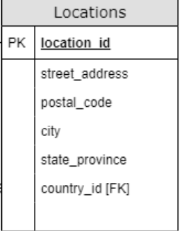 Locations
PK location_id
street_address
postal_code
city
state_province
country_id [FK]